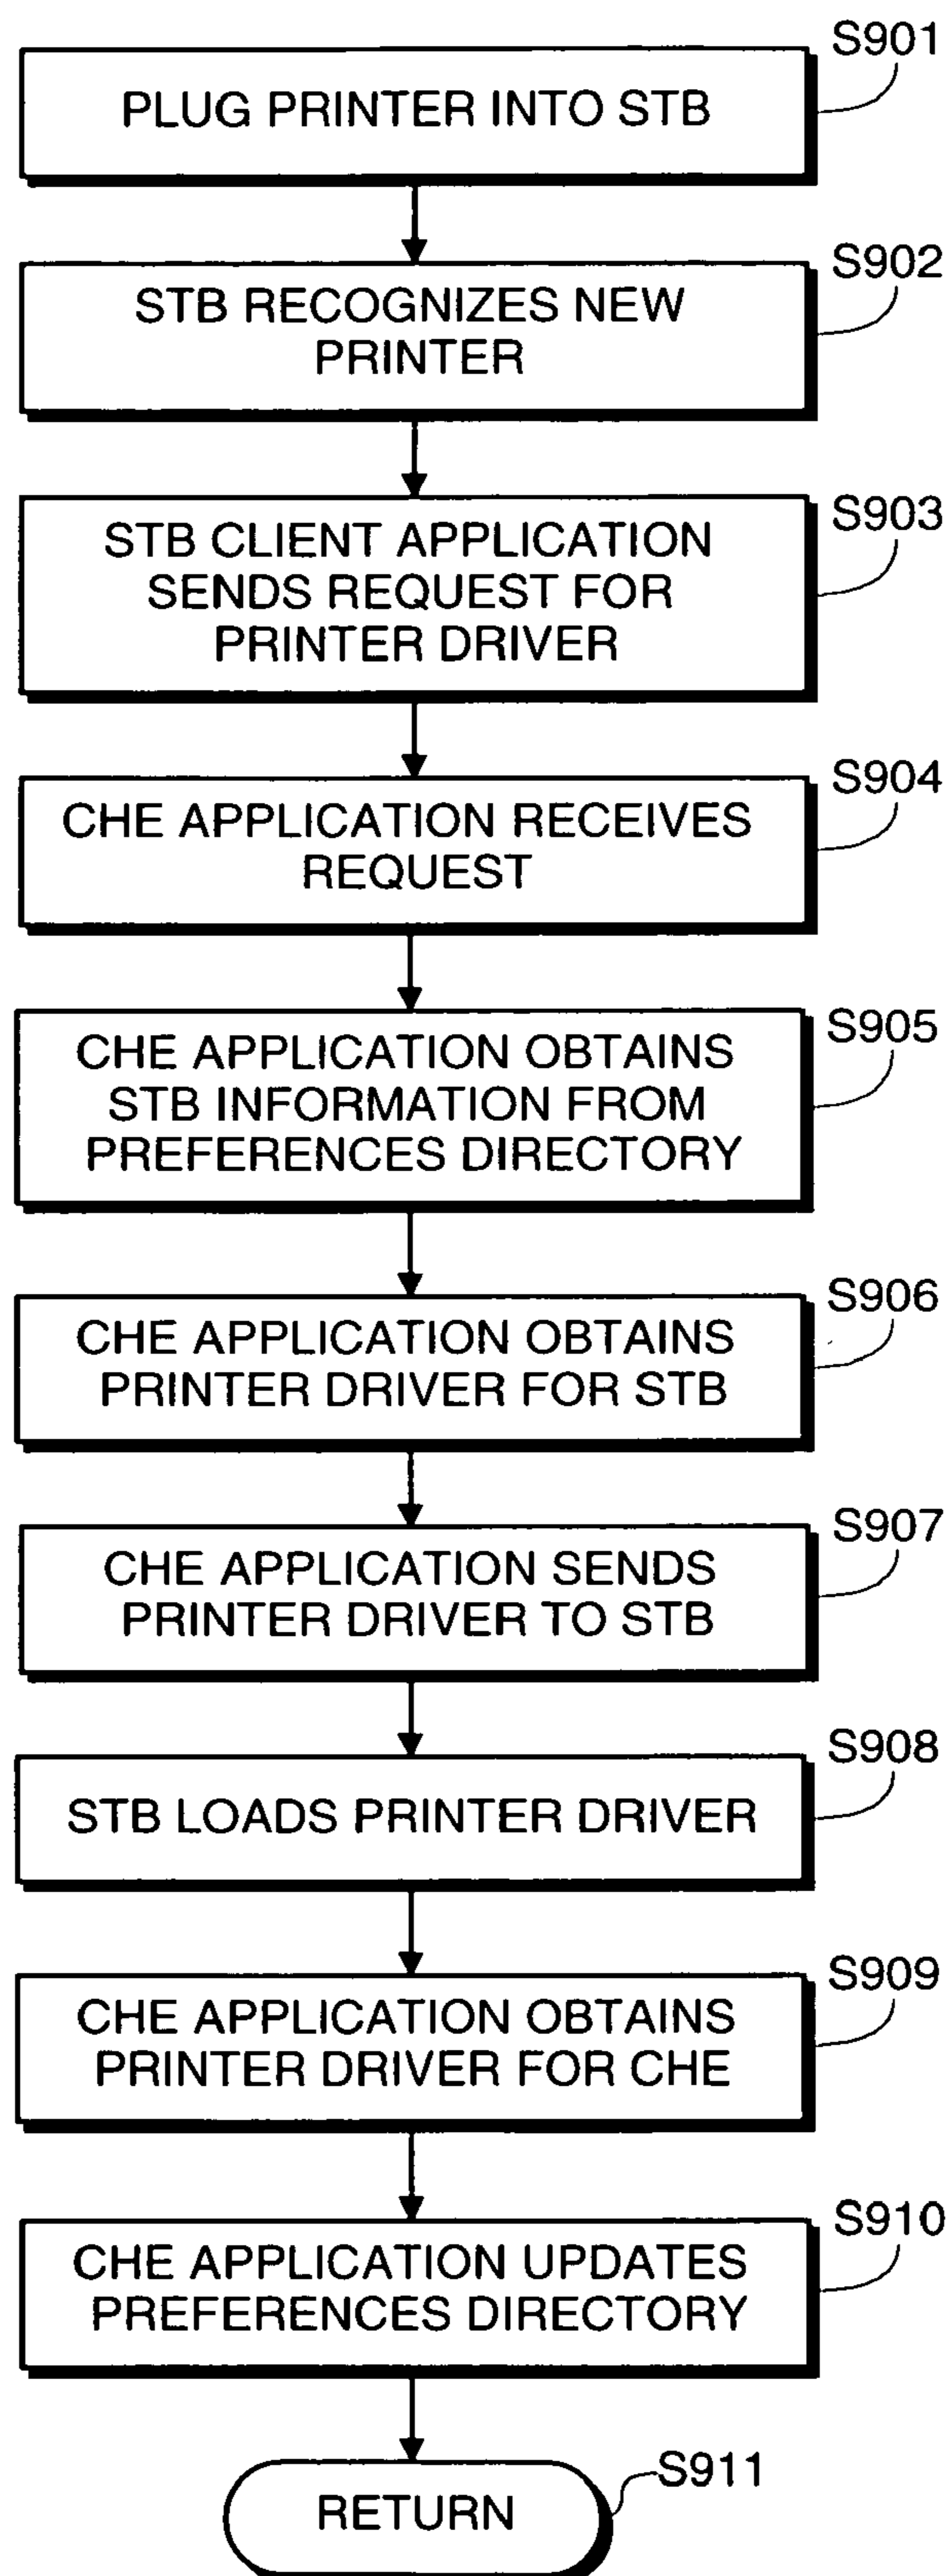 S901
PLUG PRINTER INTO STB
S902
STB RECOGNIZES NEW
PRINTER
S903
STB CLIENT APPLICATION
SENDS REQUEST FOR
PRINTER DRIVER
S904
CHE APPLICATION RECEIVES
REQUEST
S905
CHE APPLICATION OBTAINS
STB INFORMATION FROM
PREFERENCES DIRECTORY
S906
CHE APPLICATION OBTAINS
PRINTER DRIVER FOR STB
S907
CHE APPLICATION SENDS
PRINTER DRIVER TO STB
S908
STB LOADS PRINTER DRIVER
S909
CHE APPLICATION OBTAINS
PRINTER DRIVER FOR CHE
S910
CHE APPLICATION UPDATES
PREFERENCES DIRECTORY
S911
RETURN